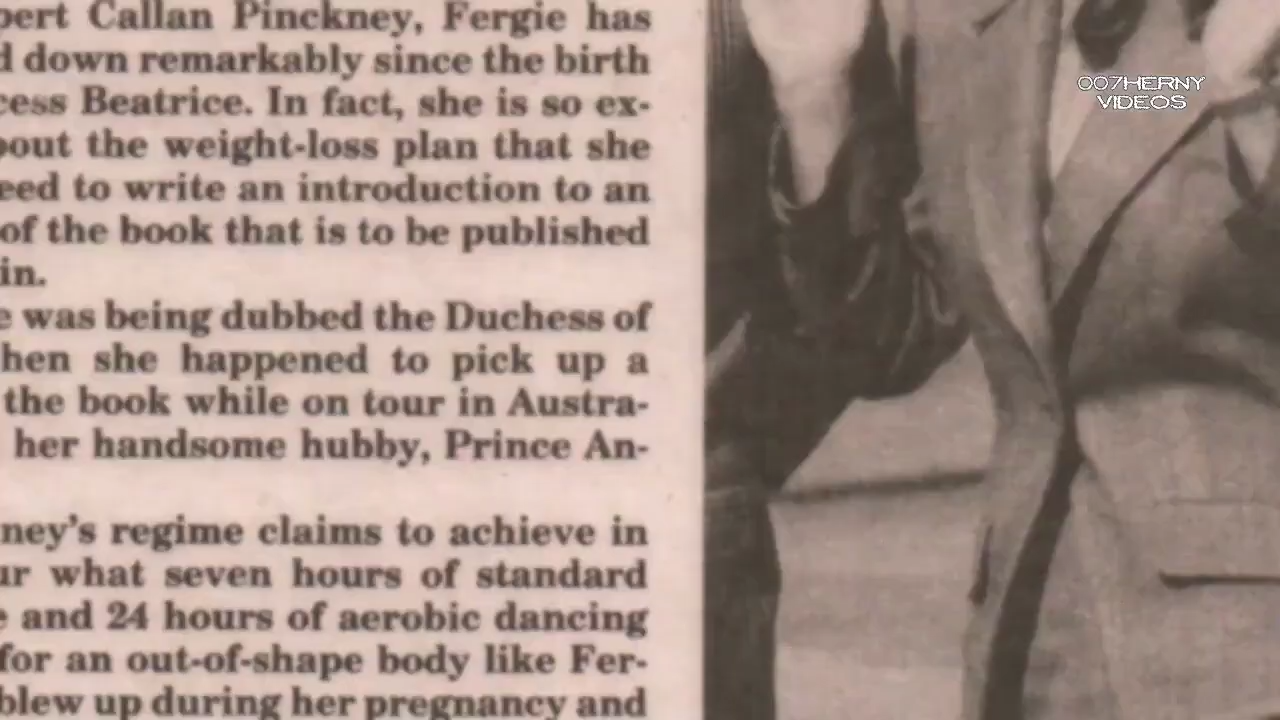 pert Callan Pinckney, Fergie has
d down remarkably since the birth
cess Beatrice. In fact, she is so ex-
bout the weight-loss plan that she
eed to write an introduction to an
of the book that is to be published
in.
e was being dubbed the Duchess of
hen she happened to pick up a
the book while on tour in Austra-
her handsome hubby, Prince An-
ney's regime claims to achieve in
ur what seven hours of standard
e and 24 hours of aerobic dancing
for an out-of-shape body like Fer-
blew up during her pregnancy and
007HERNY
VIDEOS